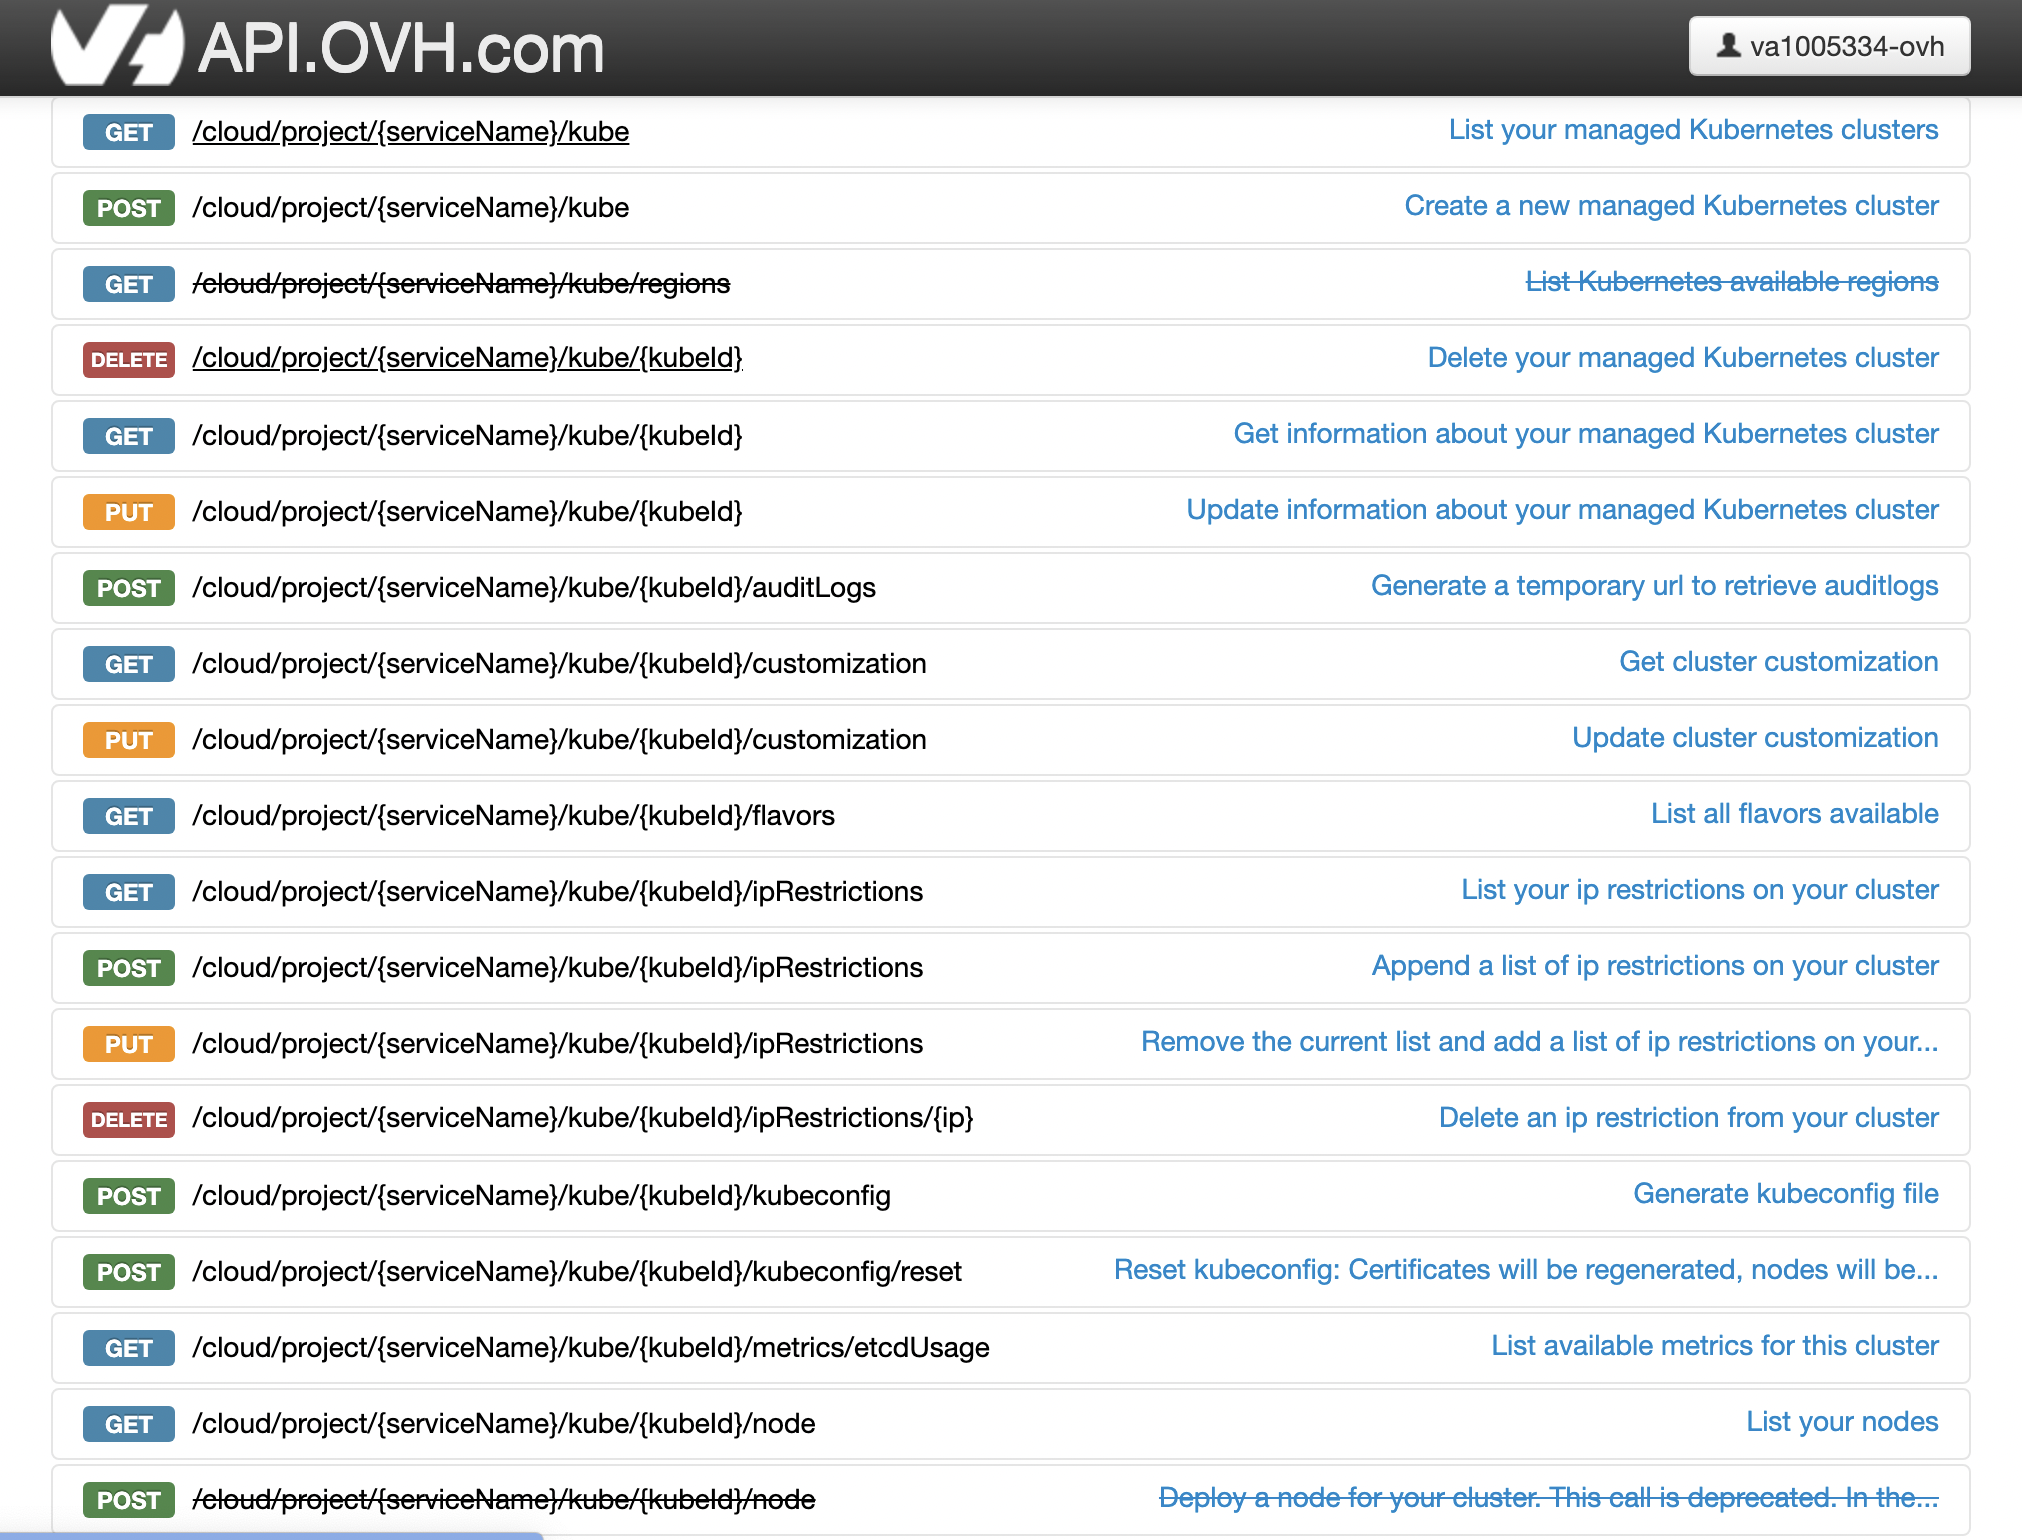 API.OVH.com va1005334-ovh
GET /cloud/project/{serviceName}/kube List your managed Kubernetes clusters
POST /cloud/project/{serviceName}/kube Create a new managed Kubernetes cluster
GET /cloud/project/{serviceName}/kube/regions List Kubernetes available regions
DELETE /cloud/project/{serviceName}/kube/{kubeId} Delete your managed Kubernetes cluster
GET /cloud/project/{serviceName}/kube/{kubeId} Get information about your managed Kubernetes cluster
PUT /cloud/project/{serviceName}/kube/{kubeId} Update information about your managed Kubernetes cluster
POST /cloud/project/{serviceName}/kube/{kubeId}/auditLogs Generate a temporary url to retrieve auditlogs
GET /cloud/project/{serviceName}/kube/{kubeId}/customization Get cluster customization
PUT /cloud/project/{serviceName}/kube/{kubeId}/customization Update cluster customization
GET /cloud/project/{serviceName}/kube/{kubeId}/flavors List all flavors available
GET /cloud/project/{serviceName}/kube/{kubeId}/ipRestrictions List your ip restrictions on your cluster
POST /cloud/project/{serviceName}/kube/{kubeId}/ipRestrictions Append a list of ip restrictions on your cluster
PUT /cloud/project/{serviceName}/kube/{kubeId}/ipRestrictions Remove the current list and add a list of ip restrictions on your...
DELETE /cloud/project/{serviceName}/kube/{kubeId}/ipRestrictions/{ip} Delete an ip restriction from your cluster
POST /cloud/project/{serviceName}/kube/{kubeId}/kubeconfig Generate kubeconfig file
POST /cloud/project/{serviceName}/kube/{kubeId}/kubeconfig/reset Reset kubeconfig: Certificates will be regenerated, nodes will be...
GET /cloud/project/{serviceName}/kube/{kubeId}/metrics/etcdUsage List available metrics for this cluster
GET /cloud/project/{serviceName}/kube/{kubeId}/node List your nodes
POST /cloud/project/{serviceName}/kube/{kubeId}/node Deploy a node for your cluster. This call is deprecated. In the...